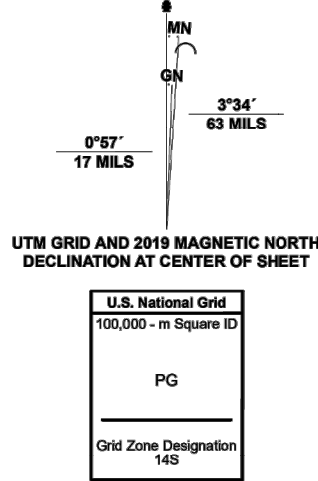 MN
GN
3°34´
63 MILS
0°57´
17 MILS
UTM GRID AND 2019 MAGNETIC NORTH
DECLINATION AT CENTER OF SHEET
U.S. National Grid
100,000 - m Square ID
PG
Grid Zone Designation
14S